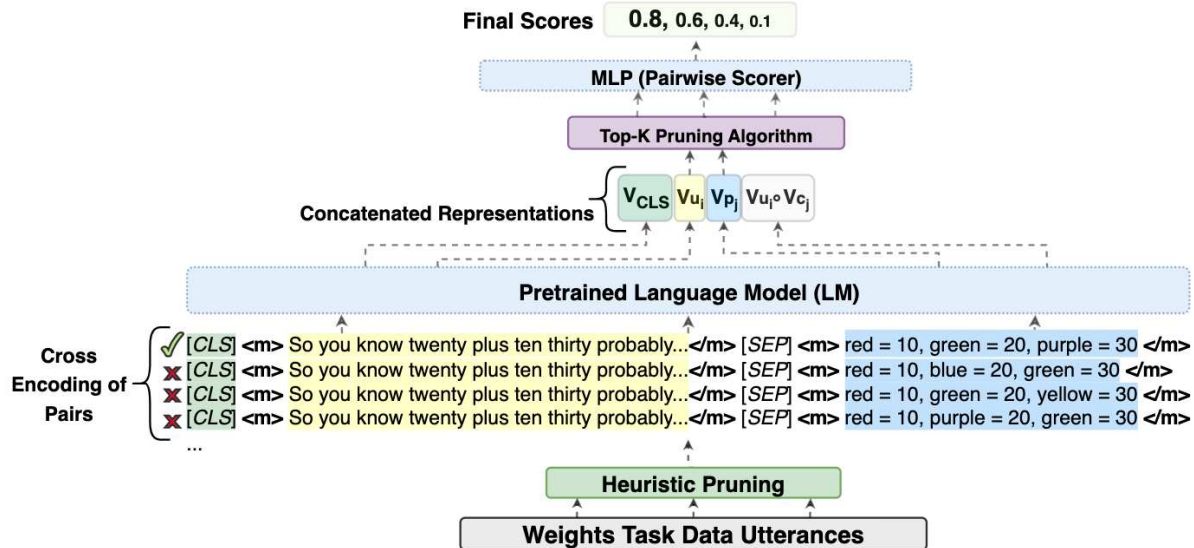 Final Scores 0.8, 0.6, 0.4, 0.1
MLP (Pairwise Scorer)
Top-K Pruning Algorithm
Concatenated Representations
V_CLS Vu_i Vp_j Vu_i∘Vc_j
Pretrained Language Model (LM)
Cross Encoding of Pairs
✓ [CLS] <m> So you know twenty plus ten thirty probably...</m> [SEP] <m> red = 10, green = 20, purple = 30 </m>
✗ [CLS] <m> So you know twenty plus ten thirty probably...</m> [SEP] <m> red = 10, blue = 20, green = 30 </m>
✗ [CLS] <m> So you know twenty plus ten thirty probably...</m> [SEP] <m> red = 10, green = 20, yellow = 30 </m>
✗ [CLS] <m> So you know twenty plus ten thirty probably...</m> [SEP] <m> red = 10, purple = 20, green = 30 </m>
...
Heuristic Pruning
Weights Task Data Utterances